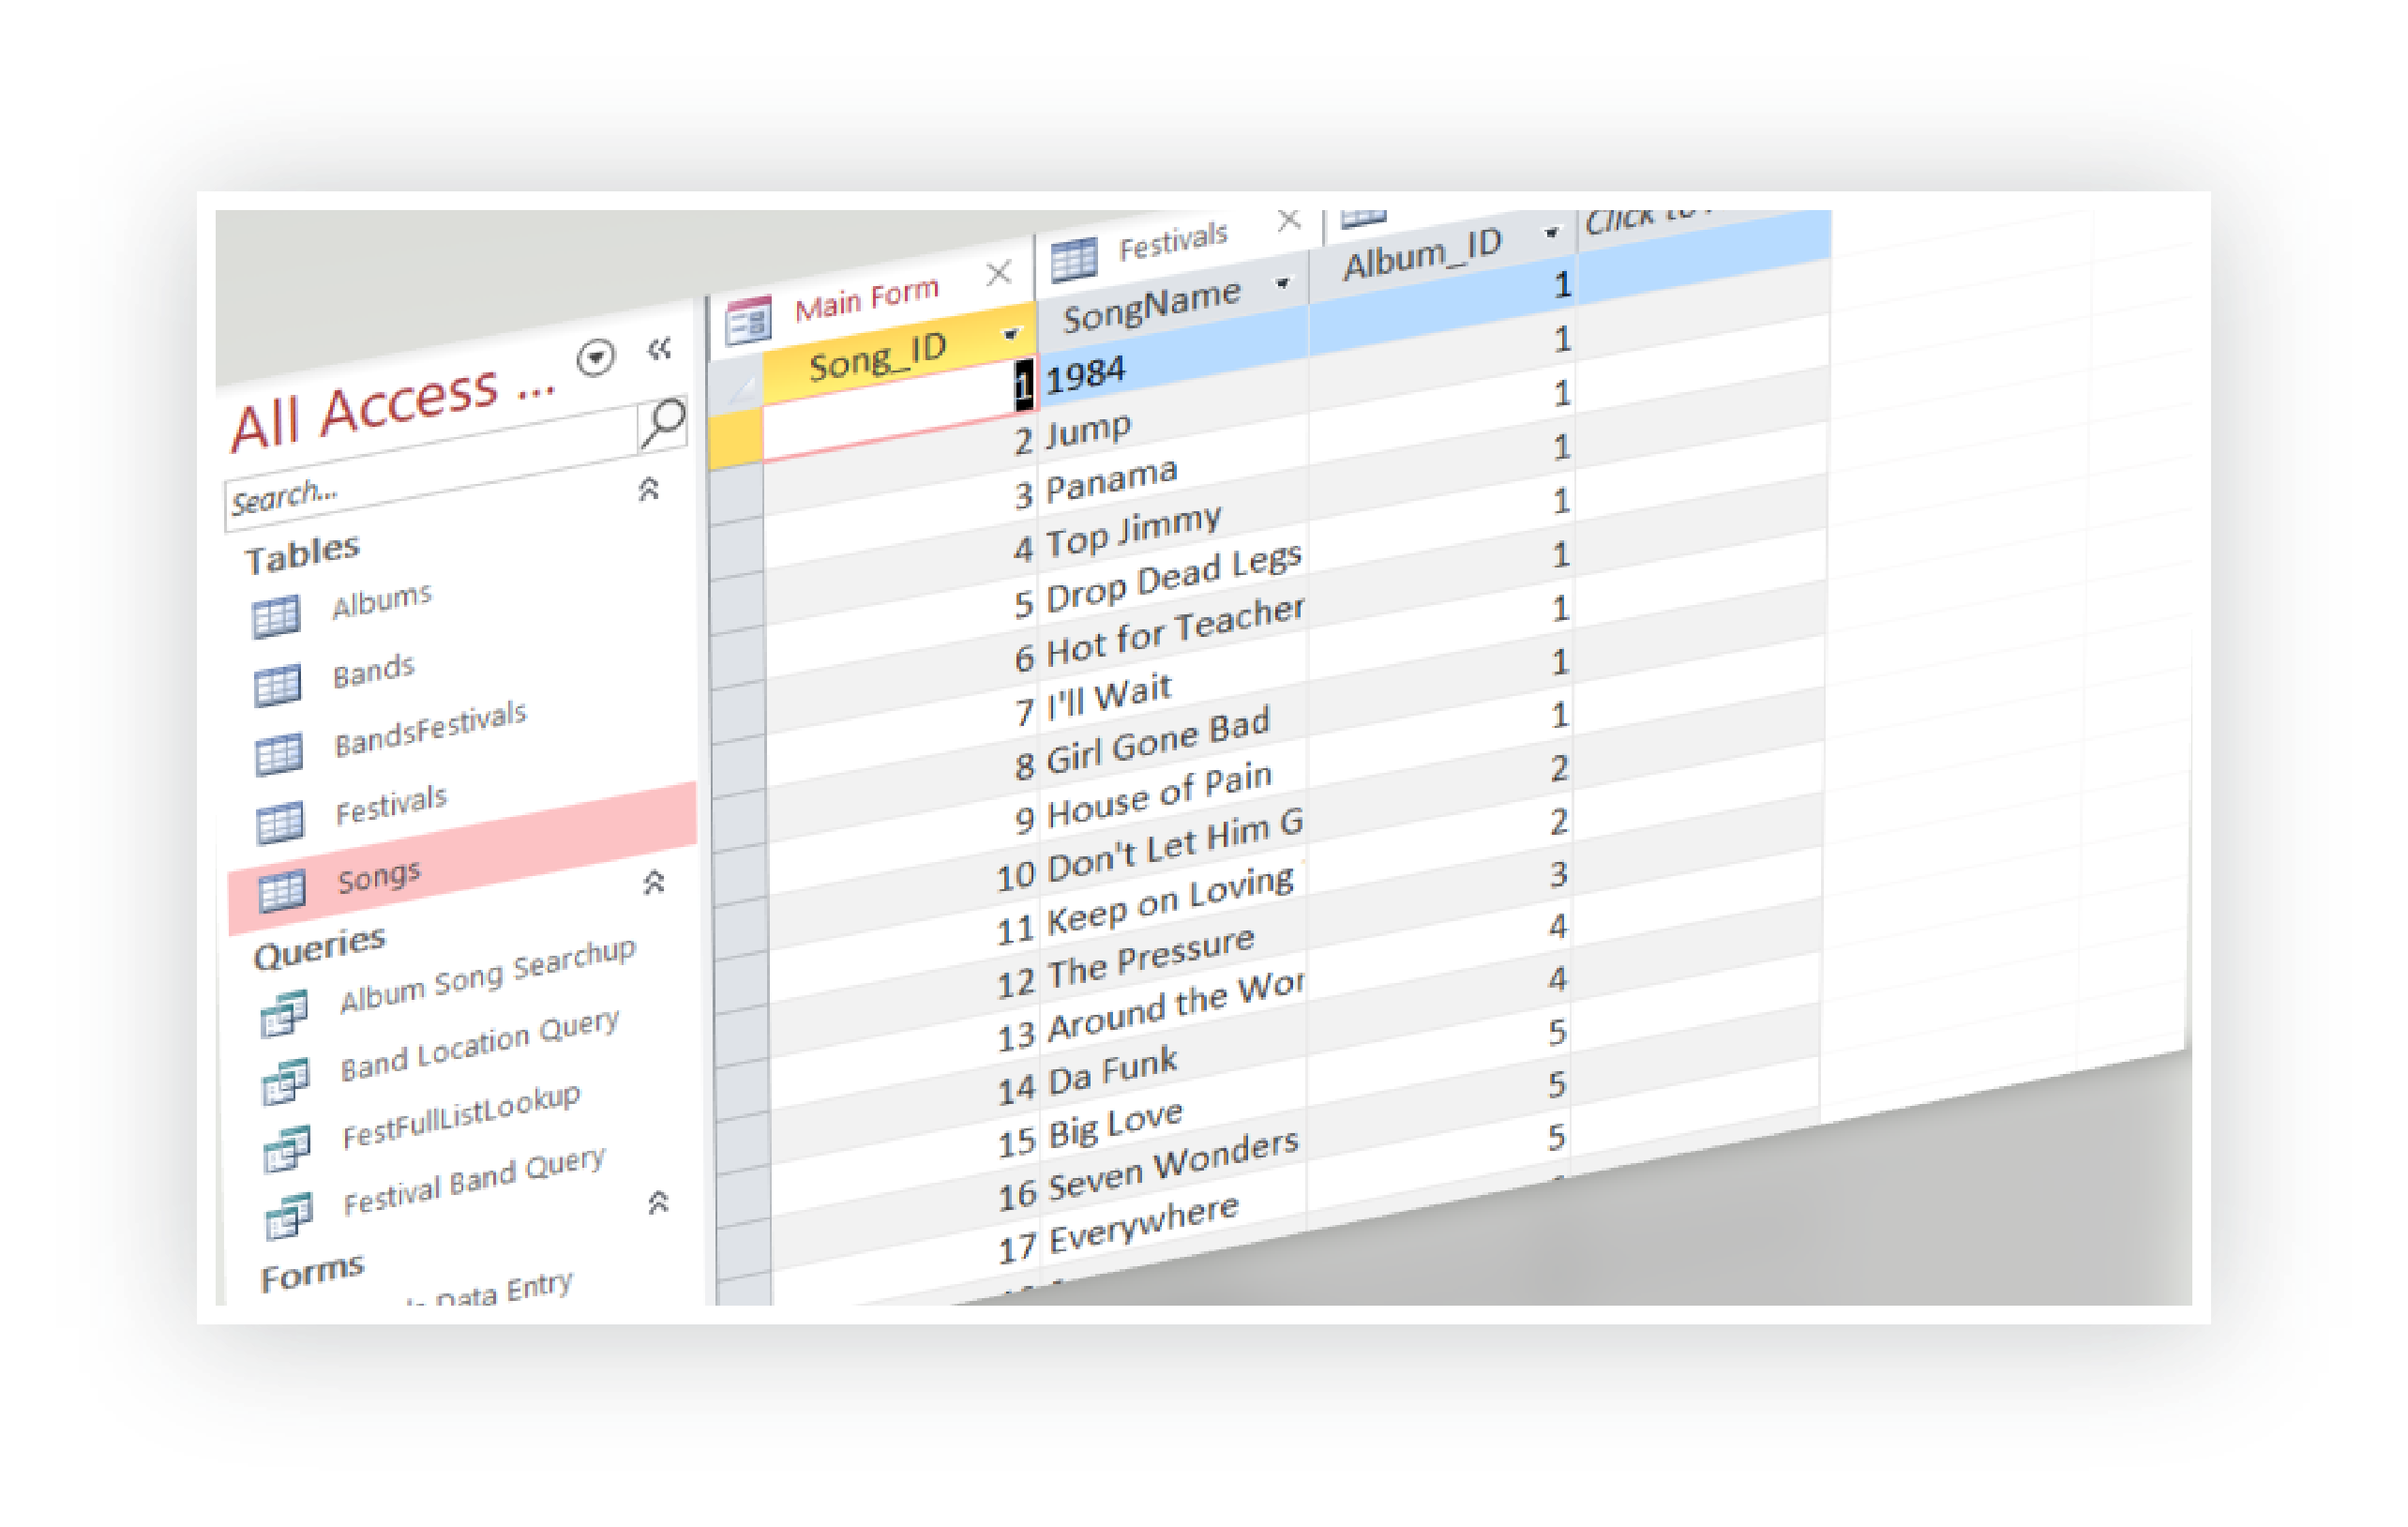 All Access ...
Search...
Tables
Albums
Bands
BandsFestivals
Festivals
Songs
Queries
Album Song Searchup
Band Location Query
FestFullListLookup
Festival Band Query
Forms
Data Entry
Main Form
Festivals
Song_ID SongName Album_ID Click to
1 1984 1
2 Jump 1
3 Panama 1
4 Top Jimmy 1
5 Drop Dead Legs 1
6 Hot for Teacher 1
7 I'll Wait 1
8 Girl Gone Bad 1
9 House of Pain 1
10 Don't Let Him G 2
11 Keep on Loving 2
12 The Pressure 3
13 Around the Wor 4
14 Da Funk 4
15 Big Love 5
16 Seven Wonders 5
17 Everywhere 5